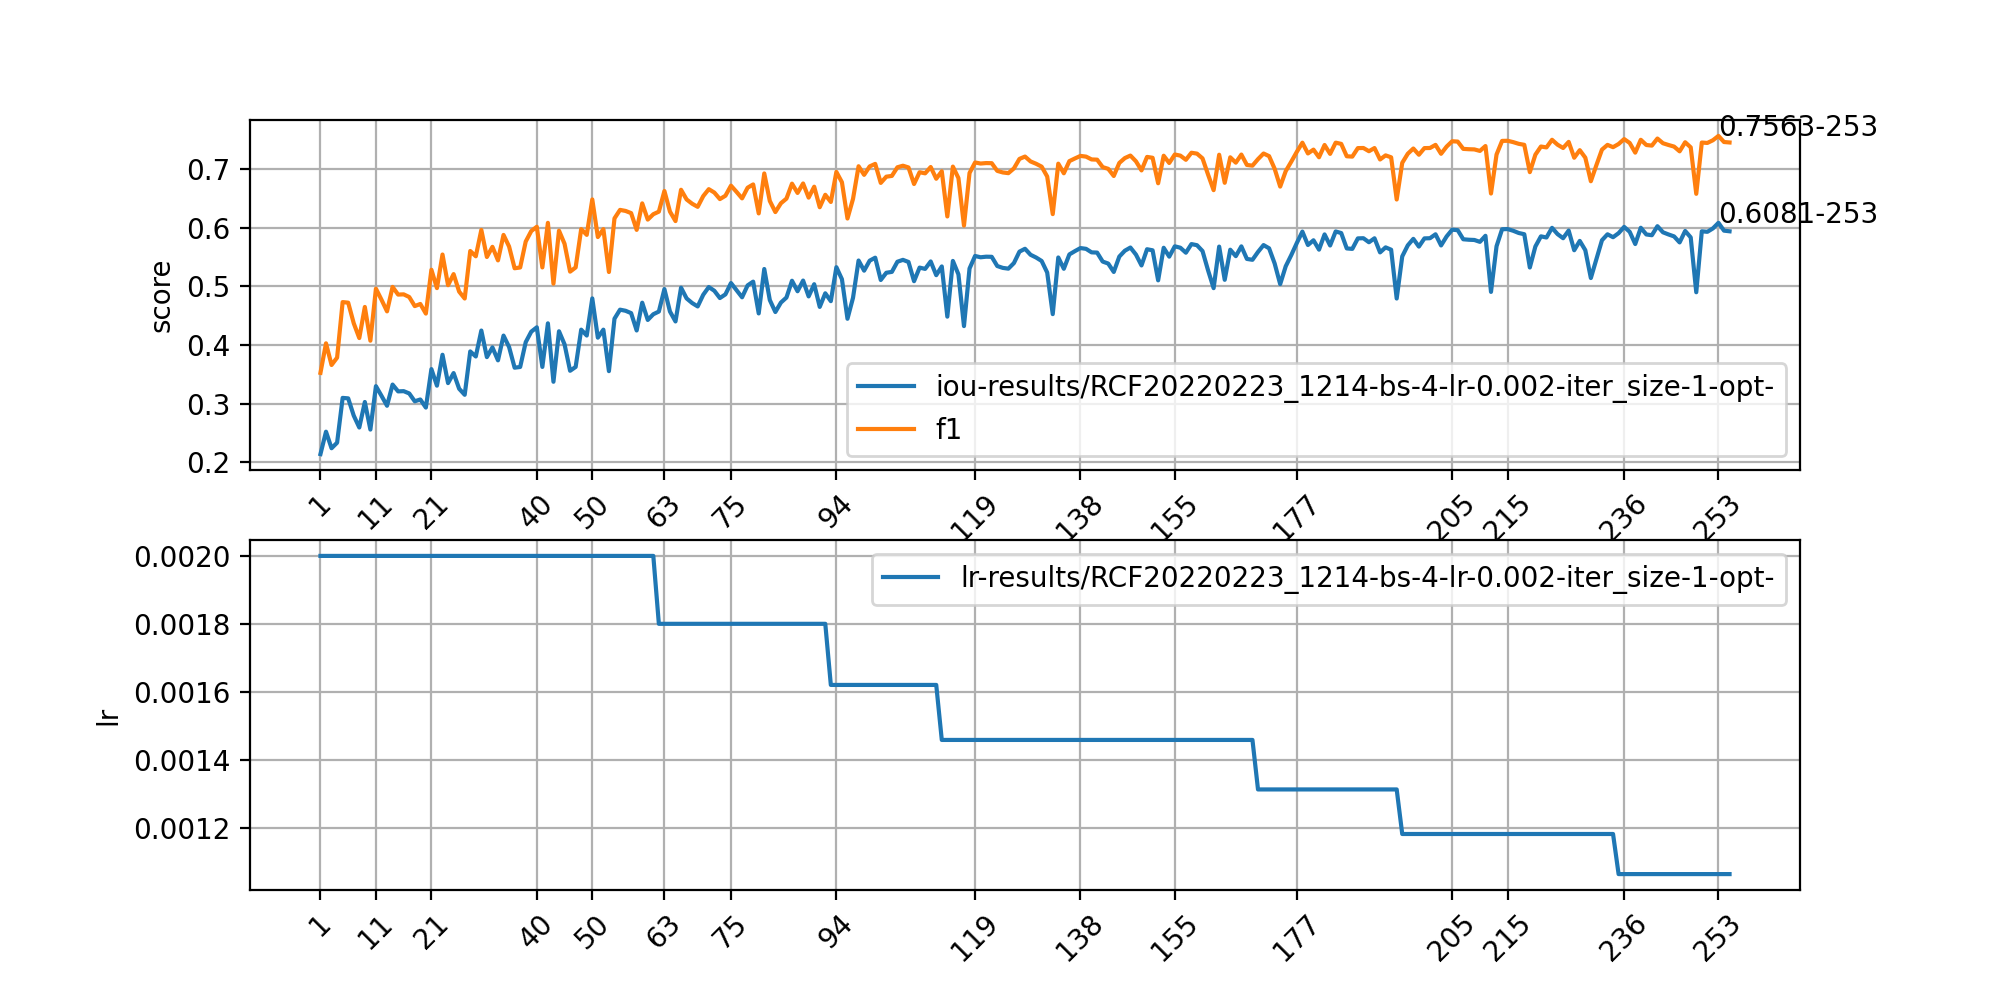 0.7563-253
0.6081-253
score
0.7
0.6
0.5
0.4
0.3
0.2
iou-results/RCF20220223_1214-bs-4-lr-0.002-iter_size-1-opt-
f1
1 11 21 40 50 63 75 94 119 138 155 177 205 215 236 253
lr
0.0020
0.0018
0.0016
0.0014
0.0012
lr-results/RCF20220223_1214-bs-4-lr-0.002-iter_size-1-opt-
1 11 21 40 50 63 75 94 119 138 155 177 205 215 236 253